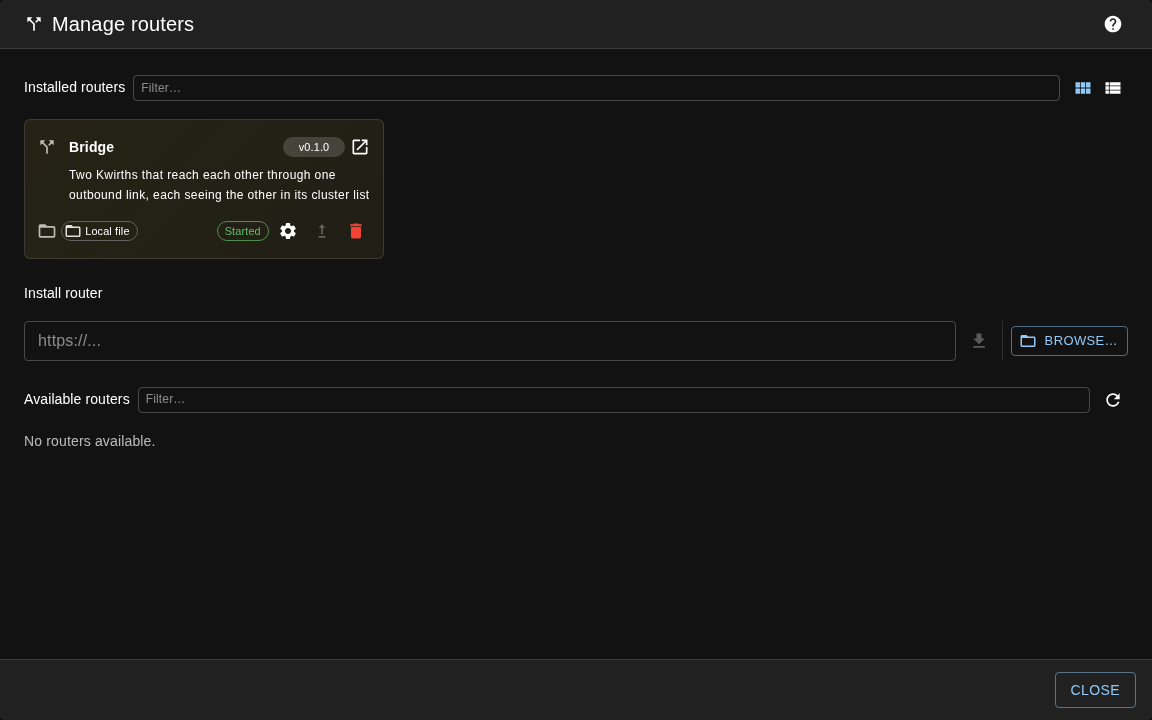 Manage routers
Installed routers
Filter...
Bridge
v0.1.0
Two Kwirths that reach each other through one
outbound link, each seeing the other in its cluster list
Local file
Started
Install router
https://...
BROWSE...
Available routers
Filter...
No routers available.
CLOSE